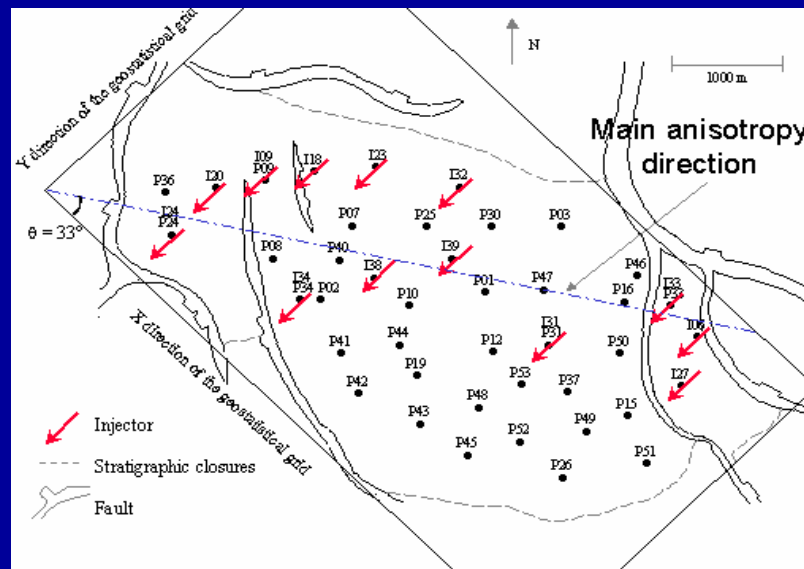 Y direction of the geostatistical grid
N
1000 m
Main anisotropy
direction
I09
I18
I23
P36
I20
P09
I32
I24
P24
P07
P25
P30
P03
θ = 33°
P08
P40
I39
I38
P46
I34
P34
P02
P10
P01
P47
P16
I33
P33
I31
P31
I06
P41
P44
P12
P50
P19
P53
P37
I27
P42
P43
P48
P49
P15
P45
P52
P26
P51
X direction of the geostatistical grid
Injector
Stratigraphic closures
Fault